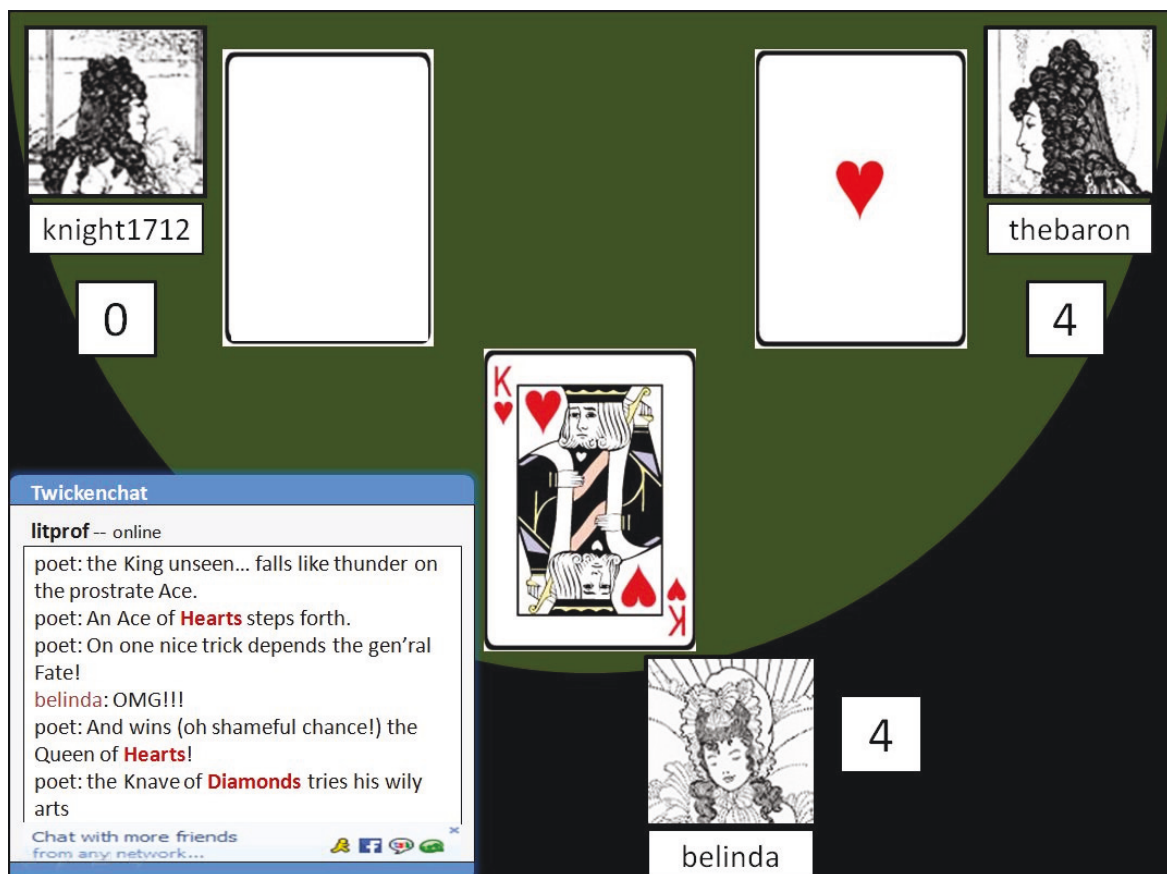 knight1712
0
thebaron
4
K
K
Twickenchat
litprof -- online
poet: the King unseen... falls like thunder on
the prostrate Ace.
poet: An Ace of Hearts steps forth.
poet: On one nice trick depends the gen’ral
Fate!
belinda: OMG!!!
poet: And wins (oh shameful chance!) the
Queen of Hearts!
poet: the Knave of Diamonds tries his wily
arts
Chat with more friends
from any network...
4
belinda